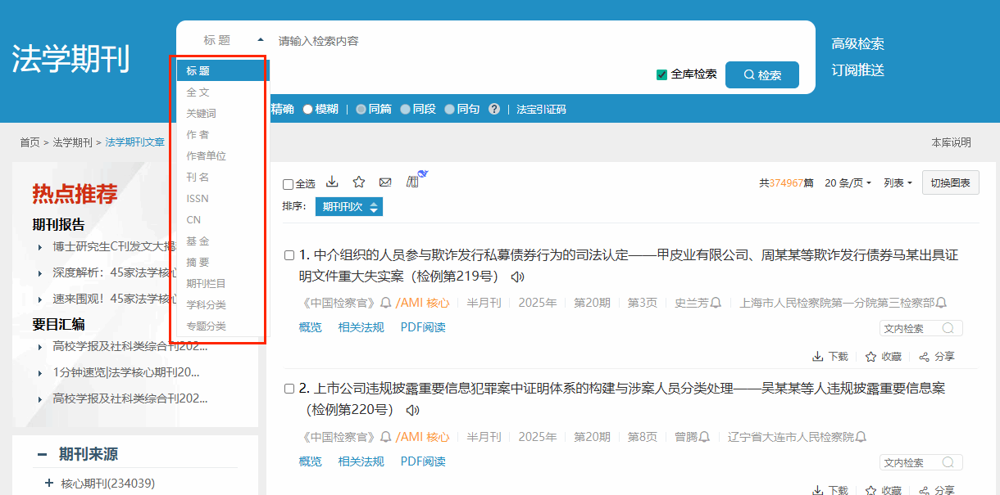 法学期刊
标 题
请输入检索内容
全库检索
检索
高级检索
订阅推送
标 题
全 文
关键词
作 者
作者单位
刊 名
ISSN
CN
基 金
摘 要
期刊栏目
学科分类
专题分类
精确 模糊 | 同篇 同段 同句 ? | 法宝引证码
首页 > 法学期刊 > 法学期刊文章
本库说明
热点推荐
期刊报告
博士研究生C刊发文大揭
深度解析：45家法学核心
速来围观！45家法学核心
要目汇编
高校学报及社科类综合刊202...
1分钟速览|法学核心期刊20...
高校学报及社科类综合刊202...
期刊来源
核心期刊(234039)
全选
共374967篇 20 条/页 列表 切换图表
排序： 期刊刊次
1. 中介组织的人员参与欺诈发行私募债券行为的司法认定——甲皮业有限公司、周某某等欺诈发行债券马某出具证
明文件重大失实案（检例第219号）
《中国检察官》 /AMI 核心 | 半月刊 | 2025年 | 第20期 | 第3页 | 史兰芳 | 上海市人民检察院第一分院第三检察部
概览 相关法规 PDF阅读
文内检索
下载 收藏 分享
2. 上市公司违规披露重要信息犯罪案中证明体系的构建与涉案人员分类处理——吴某某等人违规披露重要信息案
（检例第220号）
《中国检察官》 /AMI 核心 | 半月刊 | 2025年 | 第20期 | 第8页 | 曾腾 | 辽宁省大连市人民检察院
概览 相关法规 PDF阅读
文内检索
下载 收藏 分享